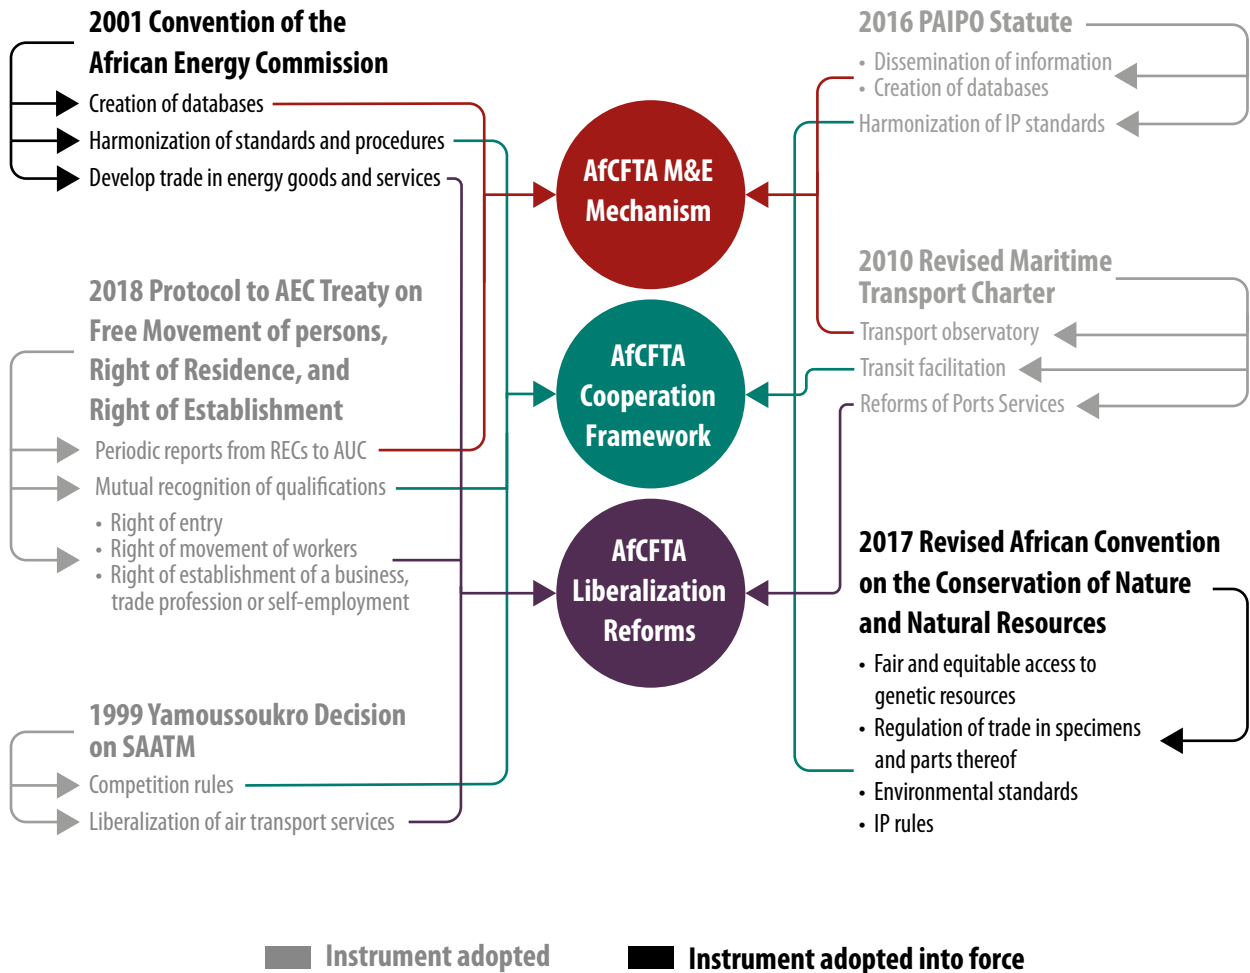 2001 Convention of the
African Energy Commission
Creation of databases
Harmonization of standards and procedures
Develop trade in energy goods and services
2018 Protocol to AEC Treaty on
Free Movement of persons,
Right of Residence, and
Right of Establishment
Periodic reports from RECs to AUC
Mutual recognition of qualifications
• Right of entry
• Right of movement of workers
• Right of establishment of a business,
trade profession or self-employment
1999 Yamoussoukro Decision
on SAATM
Competition rules
Liberalization of air transport services
AfCFTA M&E
Mechanism
AfCFTA
Cooperation
Framework
AfCFTA
Liberalization
Reforms
2016 PAIPO Statute
• Dissemination of information
• Creation of databases
Harmonization of IP standards
2010 Revised Maritime
Transport Charter
Transport observatory
Transit facilitation
Reforms of Ports Services
2017 Revised African Convention
on the Conservation of Nature
and Natural Resources
• Fair and equitable access to
genetic resources
• Regulation of trade in specimens
and parts thereof
• Environmental standards
• IP rules
Instrument adopted
Instrument adopted into force